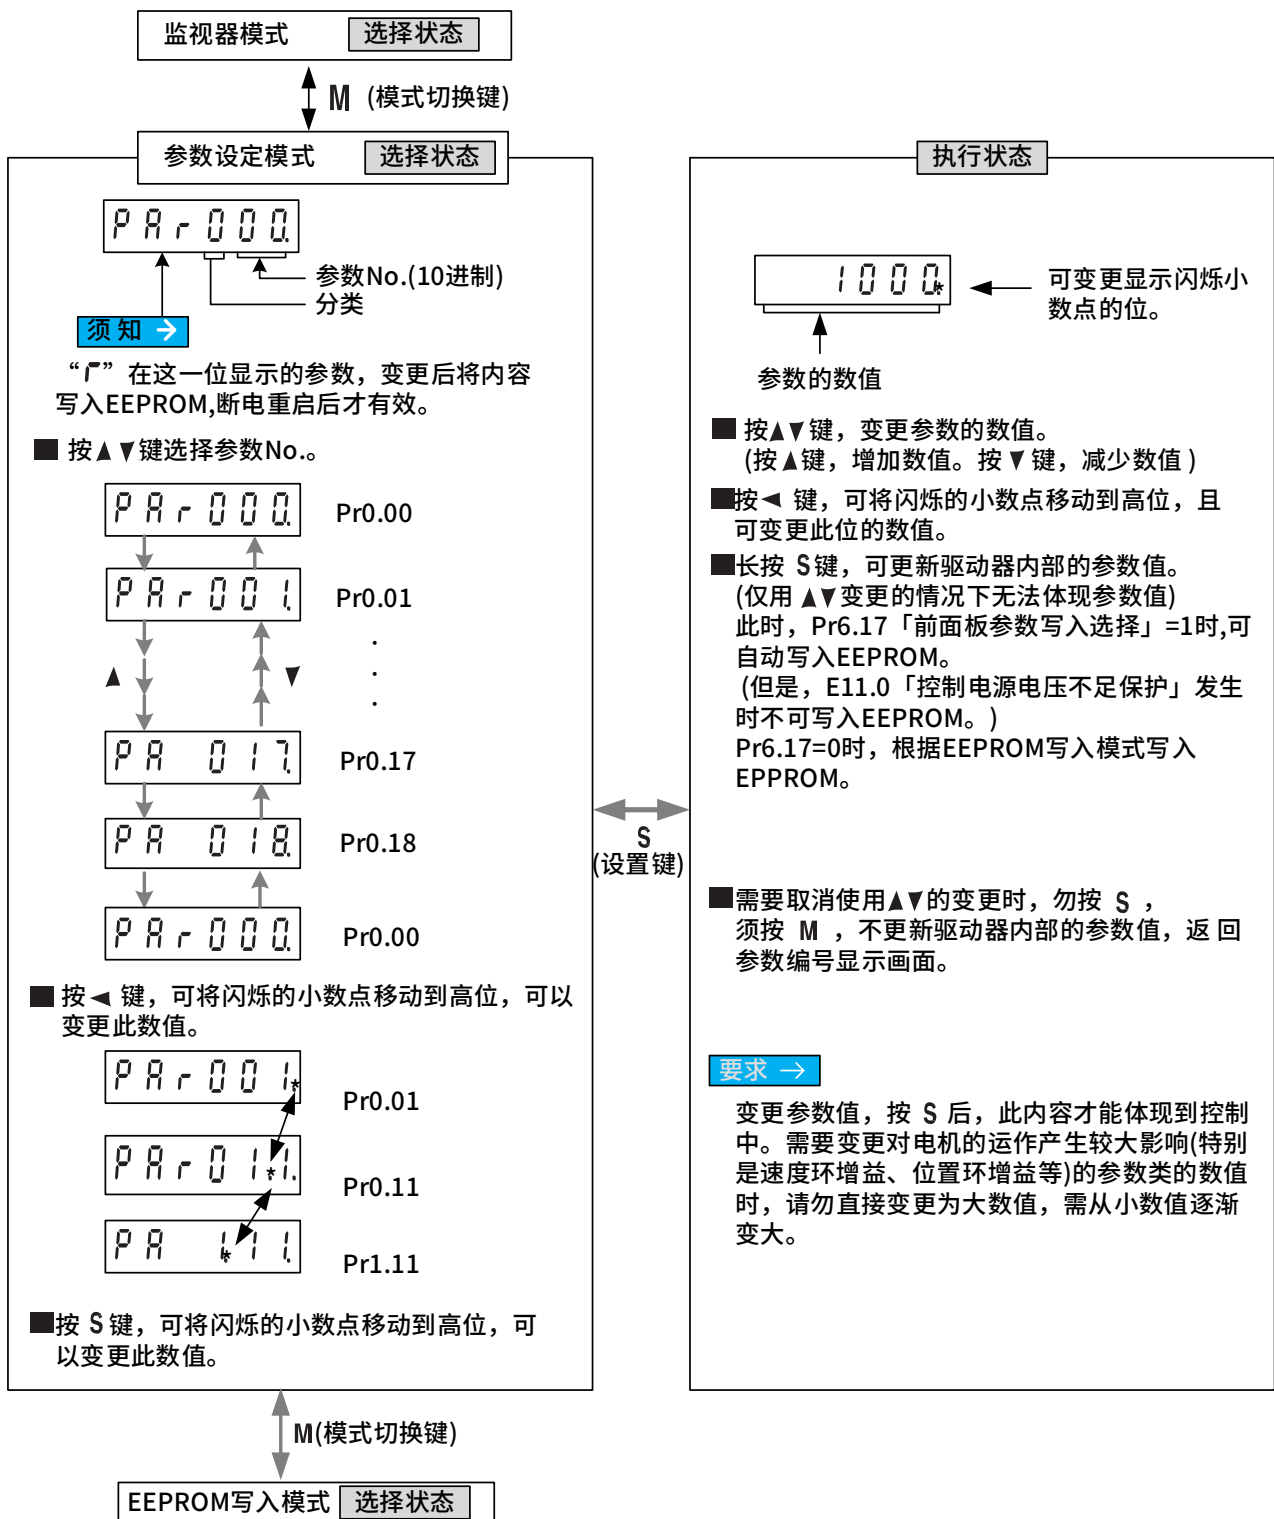 监视器模式 选择状态
M (模式切换键)
参数设定模式 选择状态
PAr000.
参数No.(10进制)
分类
须知 →
“r”在这一位显示的参数，变更后将内容
写入EEPROM,断电重启后才有效。
■ 按▲▼键选择参数No.。
PAr000. Pr0.00
PAr001. Pr0.01
.
.
.
▲ ▼
PA 017. Pr0.17
PA 018. Pr0.18
PAr000. Pr0.00
■ 按◄ 键，可将闪烁的小数点移动到高位，可以
变更此数值。
PAr001.* Pr0.01
PAr01.*1. Pr0.11
PA 1.*11. Pr1.11
■按 S键，可将闪烁的小数点移动到高位，可
以变更此数值。
M(模式切换键)
EEPROM写入模式 选择状态
S
(设置键)
执行状态
1000.*
可变更显示闪烁小
数点的位。
参数的数值
■ 按▲▼键，变更参数的数值。
(按▲键，增加数值。按▼键，减少数值 )
■按◄ 键，可将闪烁的小数点移动到高位，且
可变更此位的数值。
■长按 S键，可更新驱动器内部的参数值。
(仅用 ▲▼变更的情况下无法体现参数值)
此时，Pr6.17「前面板参数写入选择」=1时,可
自动写入EEPROM。
(但是，E11.0「控制电源电压不足保护」发生
时不可写入EEPROM。)
Pr6.17=0时，根据EEPROM写入模式写入
EPPROM。
■需要取消使用▲▼的变更时，勿按 S ，
须按 M ，不更新驱动器内部的参数值，返 回
参数编号显示画面。
要求 →
变更参数值，按 S 后，此内容才能体现到控制
中。需要变更对电机的运作产生较大影响(特别
是速度环增益、位置环增益等)的参数类的数值
时，请勿直接变更为大数值，需从小数值逐渐
变大。